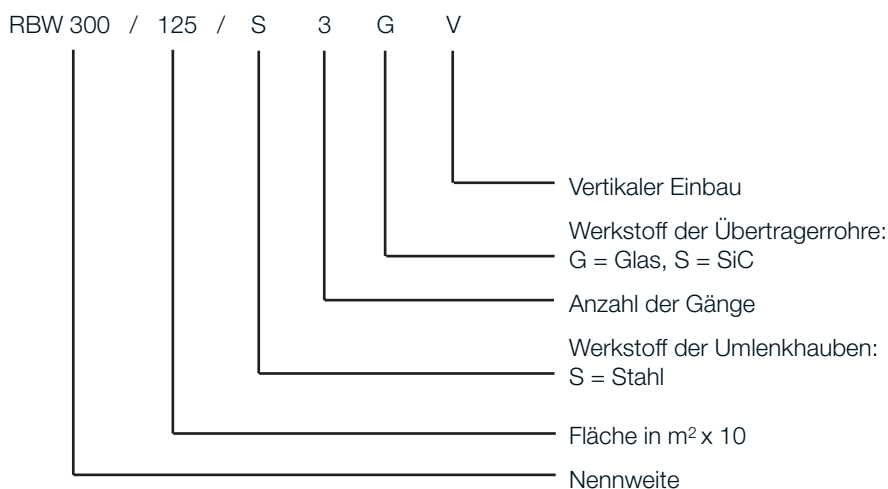 RBW 300 / 125 / S 3 G V
Vertikaler Einbau
Werkstoff der Übertragerrohre:
G = Glas, S = SiC
Anzahl der Gänge
Werkstoff der Umlenkhauben:
S = Stahl
Fläche in m² x 10
Nennweite